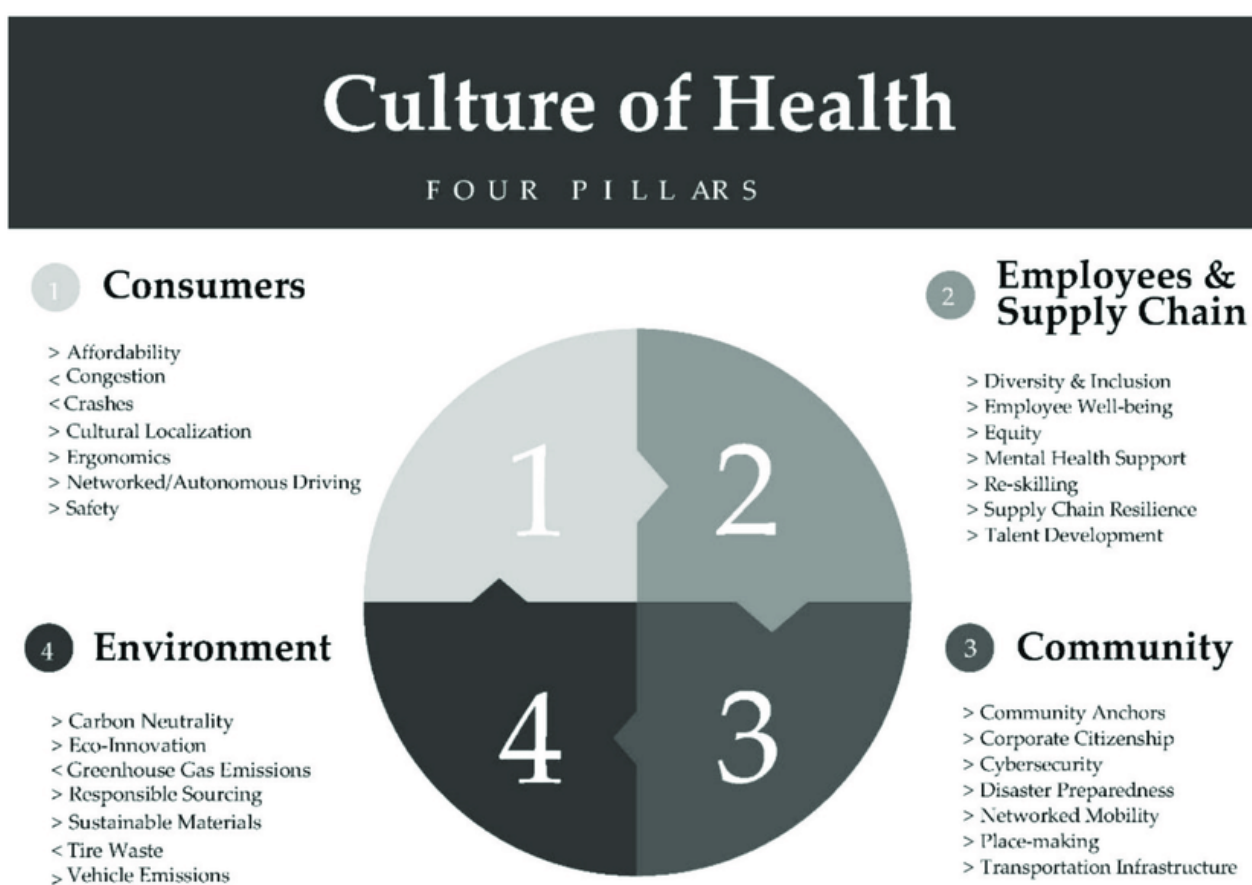 Culture of Health
FOUR PILLARS
1 Consumers
> Affordability
< Congestion
< Crashes
> Cultural Localization
> Ergonomics
> Networked/Autonomous Driving
> Safety
2 Employees &
Supply Chain
> Diversity & Inclusion
> Employee Well-being
> Equity
> Mental Health Support
> Re-skilling
> Supply Chain Resilience
> Talent Development
1
2
4
3
4 Environment
> Carbon Neutrality
> Eco-Innovation
< Greenhouse Gas Emissions
> Responsible Sourcing
> Sustainable Materials
< Tire Waste
> Vehicle Emissions
3 Community
> Community Anchors
> Corporate Citizenship
> Cybersecurity
> Disaster Preparedness
> Networked Mobility
> Place-making
> Transportation Infrastructure